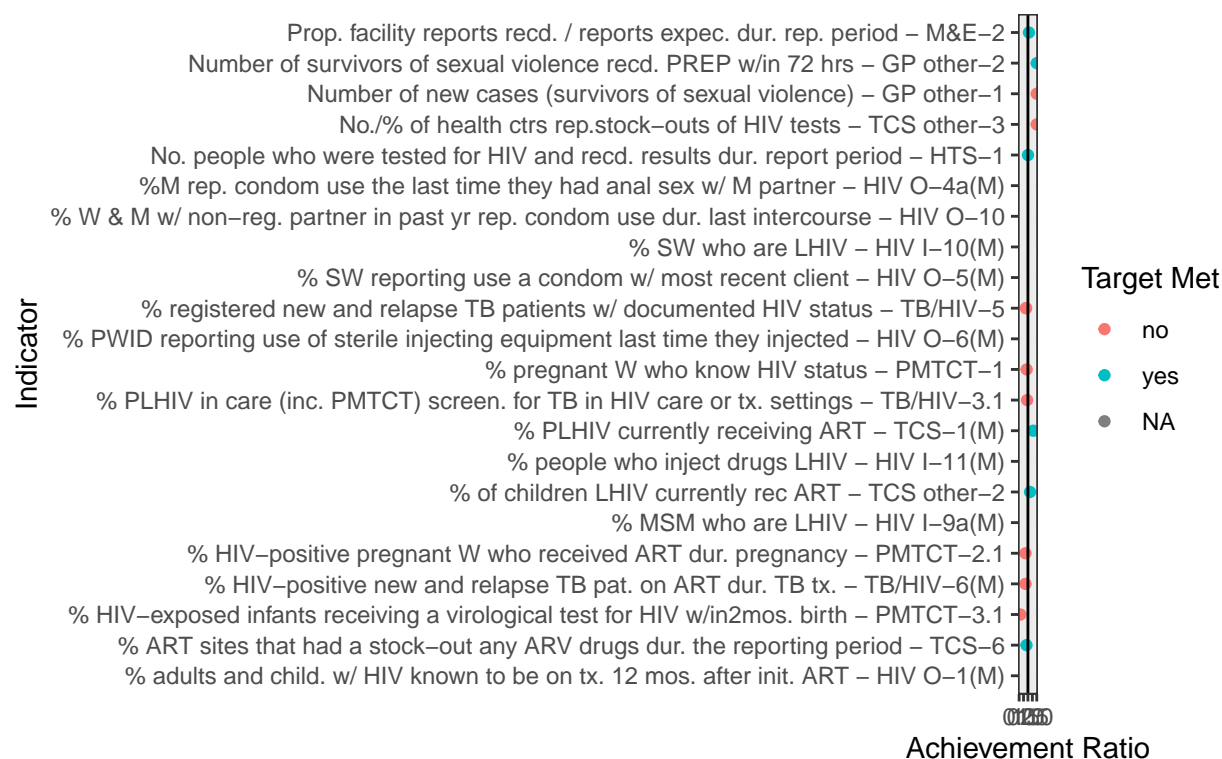 Prop. facility reports recd. / reports expec. dur. rep. period − M&E−2
Number of survivors of sexual violence recd. PREP w/in 72 hrs − GP other−2
Number of new cases (survivors of sexual violence) − GP other−1
No./% of health ctrs rep.stock−outs of HIV tests − TCS other−3
No. people who were tested for HIV and recd. results dur. report period − HTS−1
%M rep. condom use the last time they had anal sex w/ M partner − HIV O−4a(M)
% W & M w/ non−reg. partner in past yr rep. condom use dur. last intercourse − HIV O−10
% SW who are LHIV − HIV I−10(M)
% SW reporting use a condom w/ most recent client − HIV O−5(M)
% registered new and relapse TB patients w/ documented HIV status − TB/HIV−5
% PWID reporting use of sterile injecting equipment last time they injected − HIV O−6(M)
% pregnant W who know HIV status − PMTCT−1
% PLHIV in care (inc. PMTCT) screen. for TB in HIV care or tx. settings − TB/HIV−3.1
% PLHIV currently receiving ART − TCS−1(M)
% people who inject drugs LHIV − HIV I−11(M)
% of children LHIV currently rec ART − TCS other−2
% MSM who are LHIV − HIV I−9a(M)
% HIV−positive pregnant W who received ART dur. pregnancy − PMTCT−2.1
% HIV−positive new and relapse TB pat. on ART dur. TB tx. − TB/HIV−6(M)
% HIV−exposed infants receiving a virological test for HIV w/in2mos. birth − PMTCT−3.1
% ART sites that had a stock−out any ARV drugs dur. the reporting period − TCS−6
% adults and child. w/ HIV known to be on tx. 12 mos. after init. ART − HIV O−1(M)
Indicator
Achievement Ratio
Target Met
no
yes
NA